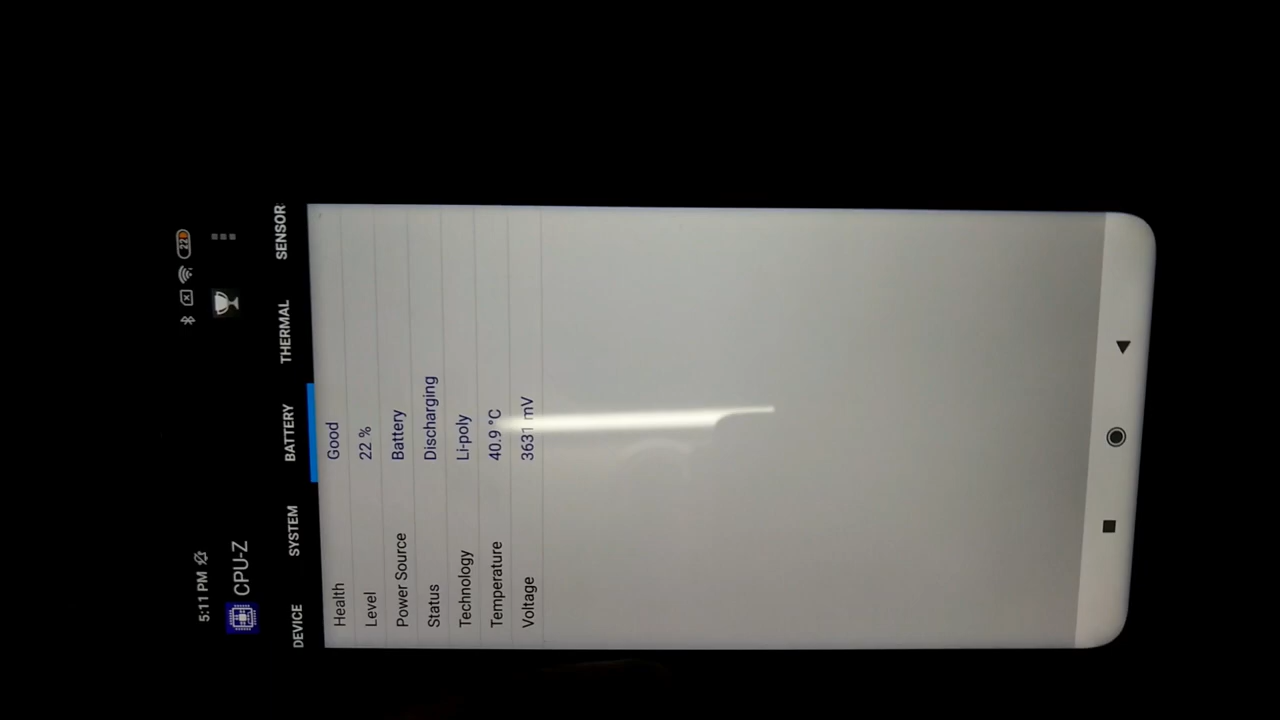 5:11 PM 22
CPU-Z
DEVICE SYSTEM BATTERY THERMAL SENSOR
Health Good
Level 22 %
Power Source Battery
Status Discharging
Technology Li-poly
Temperature 40.9 °C
Voltage 3631 mV